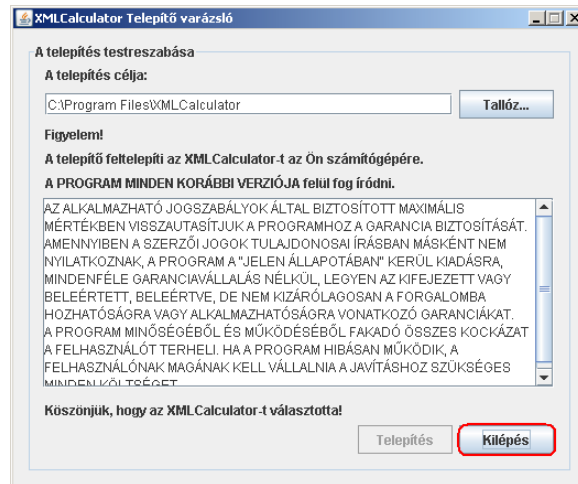 XMLCalculator Telepítő varázsló
A telepítés testreszabása
A telepítés célja:
C:\Program Files\XMLCalculator
Tallóz...
Figyelem!
A telepítő feltelepíti az XMLCalculator-t az Ön számítógépére.
A PROGRAM MINDEN KORÁBBI VERZIÓJA felül fog íródni.
AZ ALKALMAZHATÓ JOGSZABÁLYOK ÁLTAL BIZTOSÍTOTT MAXIMÁLIS
MÉRTÉKBEN VISSZAUTASÍTJUK A PROGRAMHOZ A GARANCIA BIZTOSÍTÁSÁT.
AMENNYIBEN A SZERZŐI JOGOK TULAJDONOSAI ÍRÁSBAN MÁSKÉNT NEM
NYILATKOZNAK, A PROGRAM A "JELEN ÁLLAPOTÁBAN" KERÜL KIADÁSRA,
MINDENFÉLE GARANCIAVÁLLALÁS NÉLKÜL, LEGYEN AZ KIFEJEZETT VAGY
BELEÉRTETT, BELEÉRTVE, DE NEM KIZÁRÓLAGOSAN A FORGALOMBA
HOZHATÓSÁGRA VAGY ALKALMAZHATÓSÁGRA VONATKOZÓ GARANCIÁKAT.
A PROGRAM MINŐSÉGÉBŐL ÉS MŰKÖDÉSÉBŐL FAKADÓ ÖSSZES KOCKÁZAT
A FELHASZNÁLÓT TERHELI. HA A PROGRAM HIBÁSAN MŰKÖDIK, A
FELHASZNÁLÓNAK MAGÁNAK KELL VÁLLALNIA A JAVÍTÁSHOZ SZÜKSÉGES
MINDEN KÖLTSÉGET
Köszönjük, hogy az XMLCalculator-t választotta!
Telepítés
Kilépés